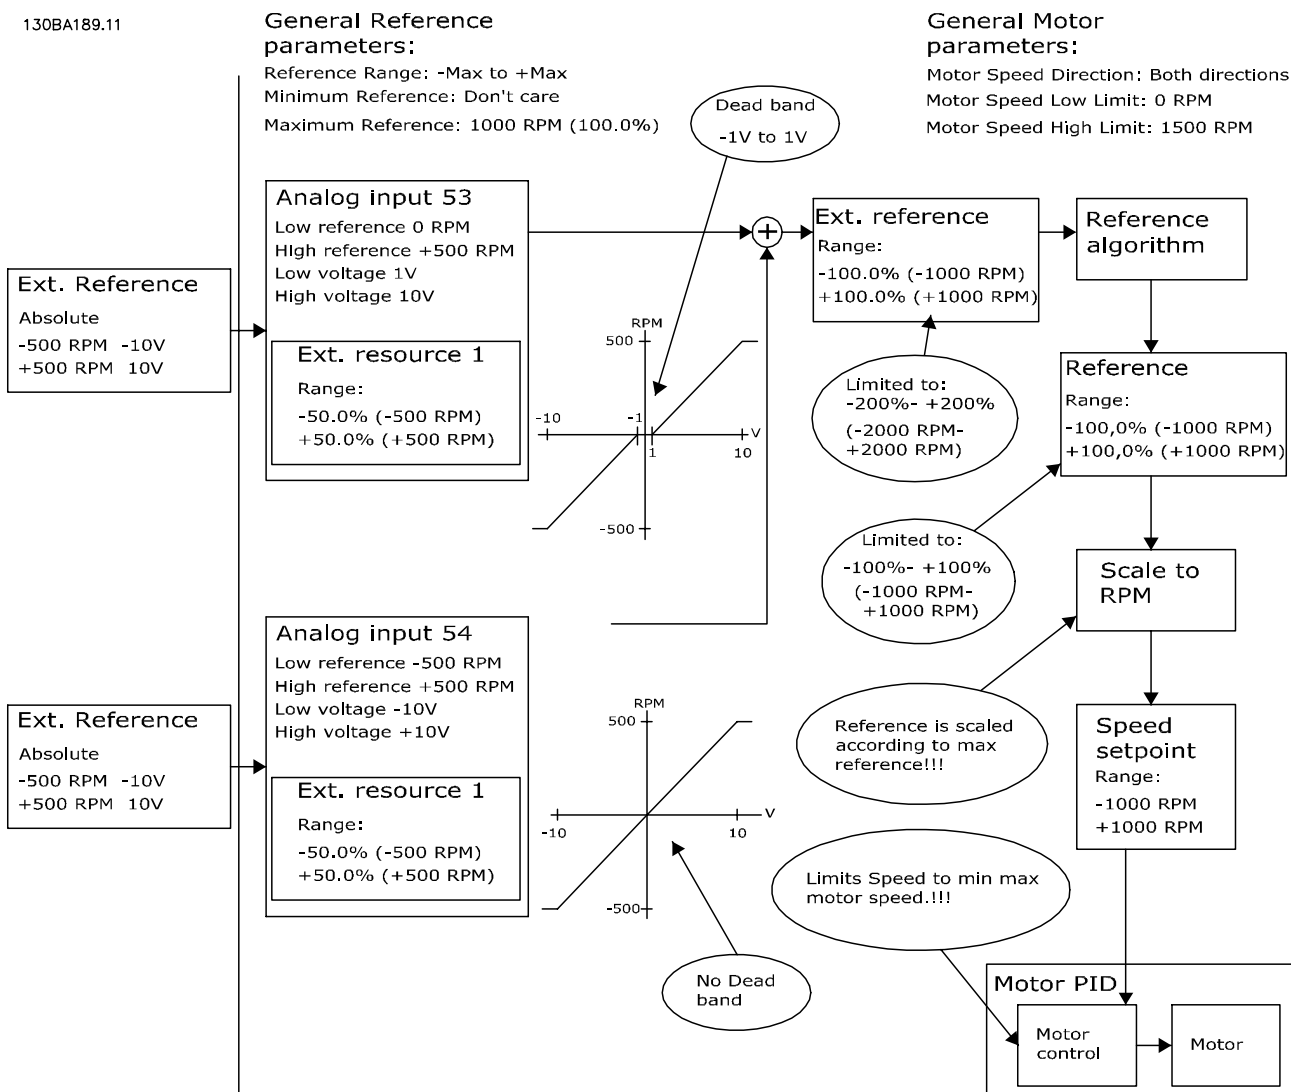 130BA189.11
General Reference
parameters:
Reference Range: -Max to +Max
Minimum Reference: Don't care
Maximum Reference: 1000 RPM (100.0%)
General Motor
parameters:
Motor Speed Direction: Both directions
Motor Speed Low Limit: 0 RPM
Motor Speed High Limit: 1500 RPM
Dead band
-1V to 1V
Ext. Reference
Absolute
-500 RPM -10V
+500 RPM 10V
Analog input 53
Low reference 0 RPM
High reference +500 RPM
Low voltage 1V
High voltage 10V
Ext. resource 1
Range:
-50.0% (-500 RPM)
+50.0% (+500 RPM)
RPM
500
-10
-1
V
1
10
-500
+
Ext. reference
Range:
-100.0% (-1000 RPM)
+100.0% (+1000 RPM)
Reference
algorithm
Limited to:
-200%- +200%
(-2000 RPM-
+2000 RPM)
Reference
Range:
-100,0% (-1000 RPM)
+100,0% (+1000 RPM)
Limited to:
-100%- +100%
(-1000 RPM-
+1000 RPM)
Scale to
RPM
Ext. Reference
Absolute
-500 RPM -10V
+500 RPM 10V
Analog input 54
Low reference -500 RPM
High reference +500 RPM
Low voltage -10V
High voltage +10V
Ext. resource 1
Range:
-50.0% (-500 RPM)
+50.0% (+500 RPM)
RPM
500
V
-10
10
-500
No Dead
band
Reference is scaled
according to max
reference!!!
Speed
setpoint
Range:
-1000 RPM
+1000 RPM
Limits Speed to min max
motor speed.!!!
Motor PID
Motor
control
Motor